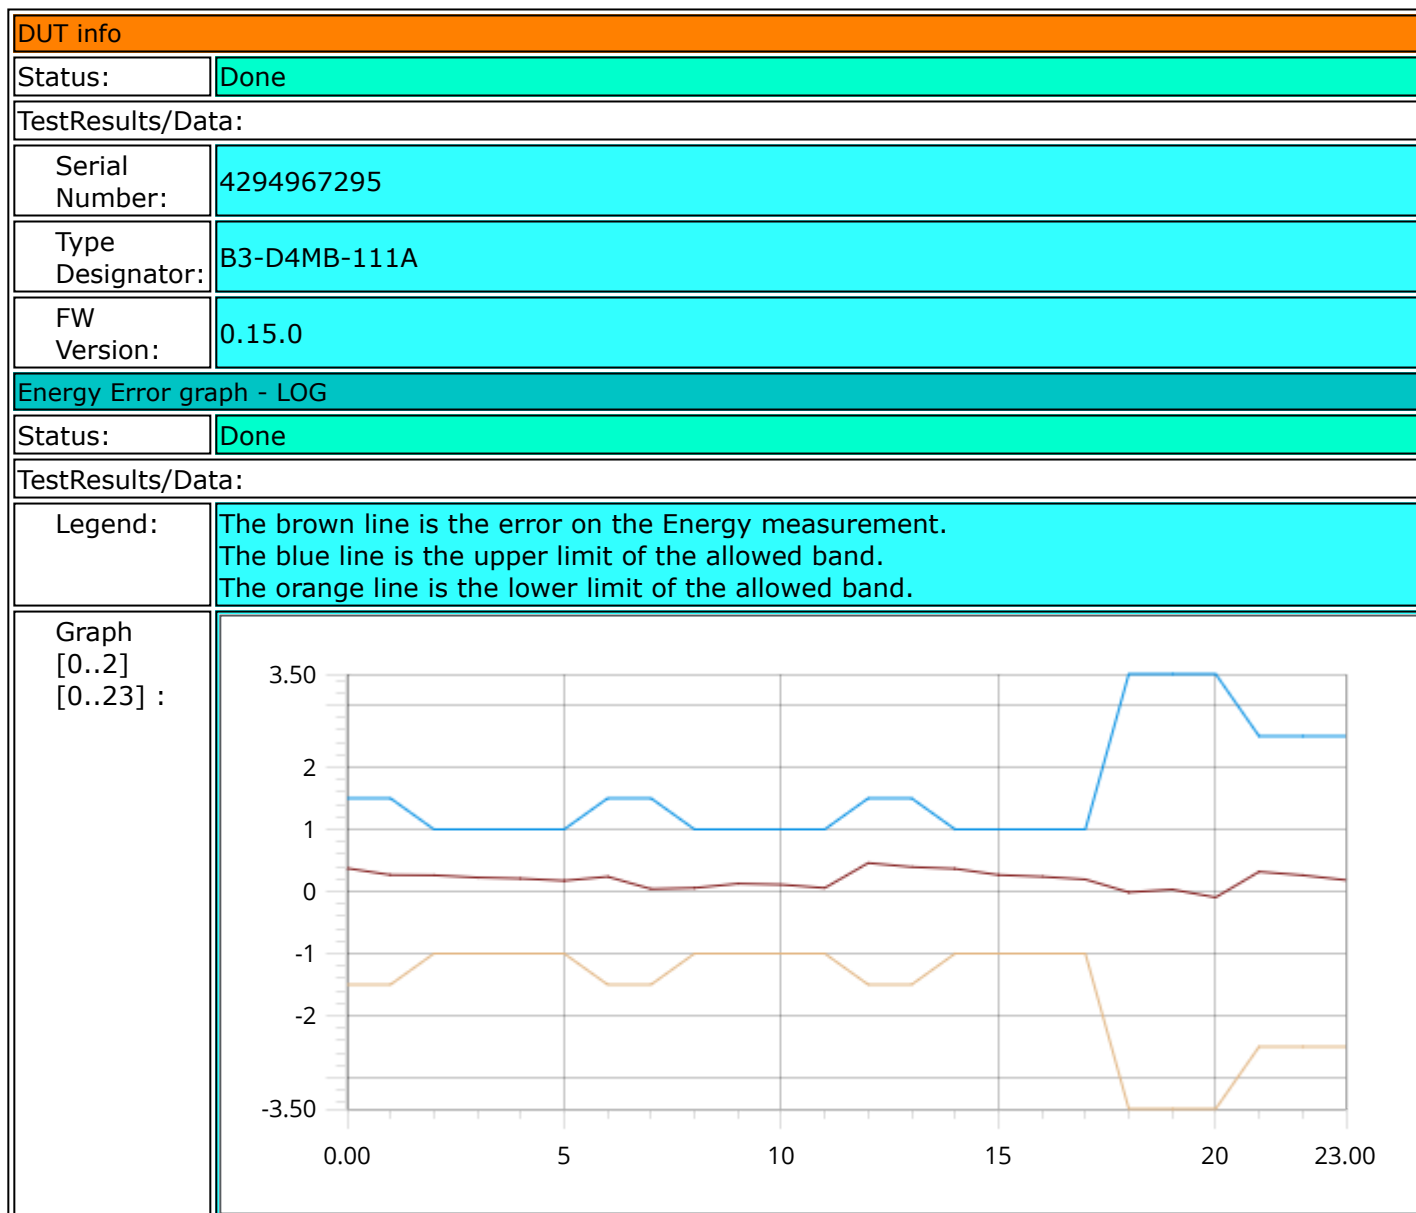 DUT info
Status:
Done
TestResults/Data:
Serial
Number:
4294967295
Type
Designator:
B3-D4MB-111A
FW
Version:
0.15.0
Energy Error graph - LOG
Status:
Done
TestResults/Data:
Legend:
The brown line is the error on the Energy measurement.
The blue line is the upper limit of the allowed band.
The orange line is the lower limit of the allowed band.
Graph
[0..2]
[0..23] :
3.50
2
1
0
-1
-2
-3.50
0.00
5
10
15
20
23.00